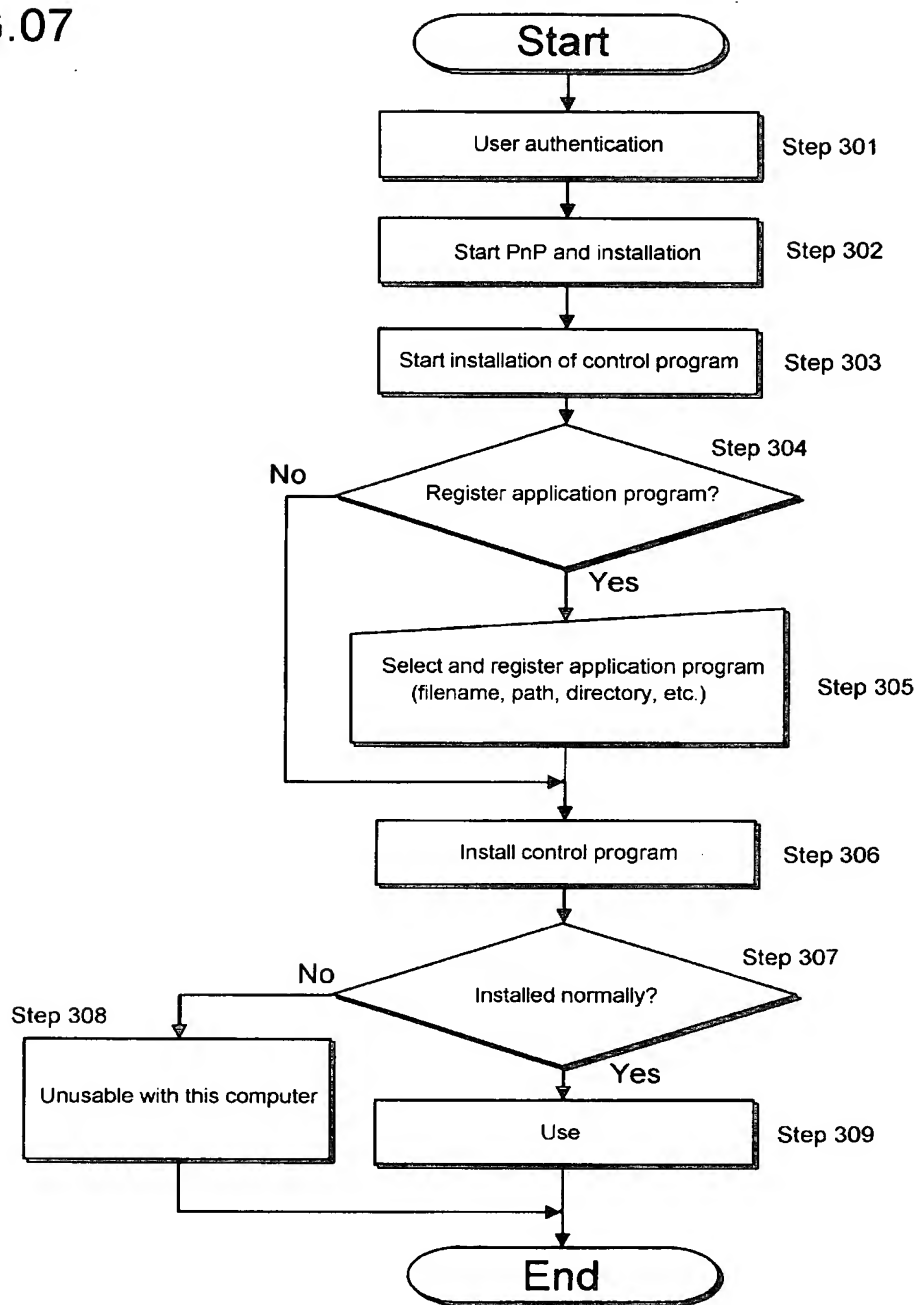 .07
Start
User authentication
Step 301
Start PnP and installation
Step 302
Start installation of control program
Step 303
Step 304
No
Register application program?
Yes
Select and register application program
(filename, path, directory, etc.)
Step 305
Install control program
Step 306
Step 307
No
Installed normally?
Step 308
Yes
Unusable with this computer
Use
Step 309
End